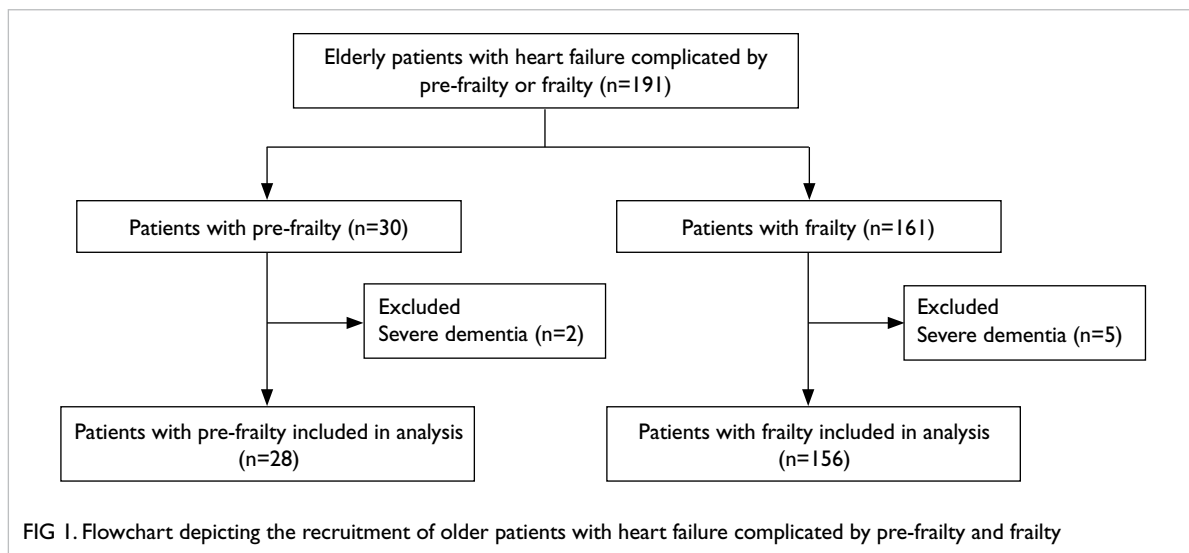 Elderly patients with heart failure complicated by
pre-frailty or frailty (n=191)
Patients with pre-frailty (n=30)
Patients with frailty (n=161)
Excluded
Severe dementia (n=2)
Excluded
Severe dementia (n=5)
Patients with pre-frailty included in analysis
(n=28)
Patients with frailty included in analysis
(n=156)
FIG 1. Flowchart depicting the recruitment of older patients with heart failure complicated by pre-frailty and frailty